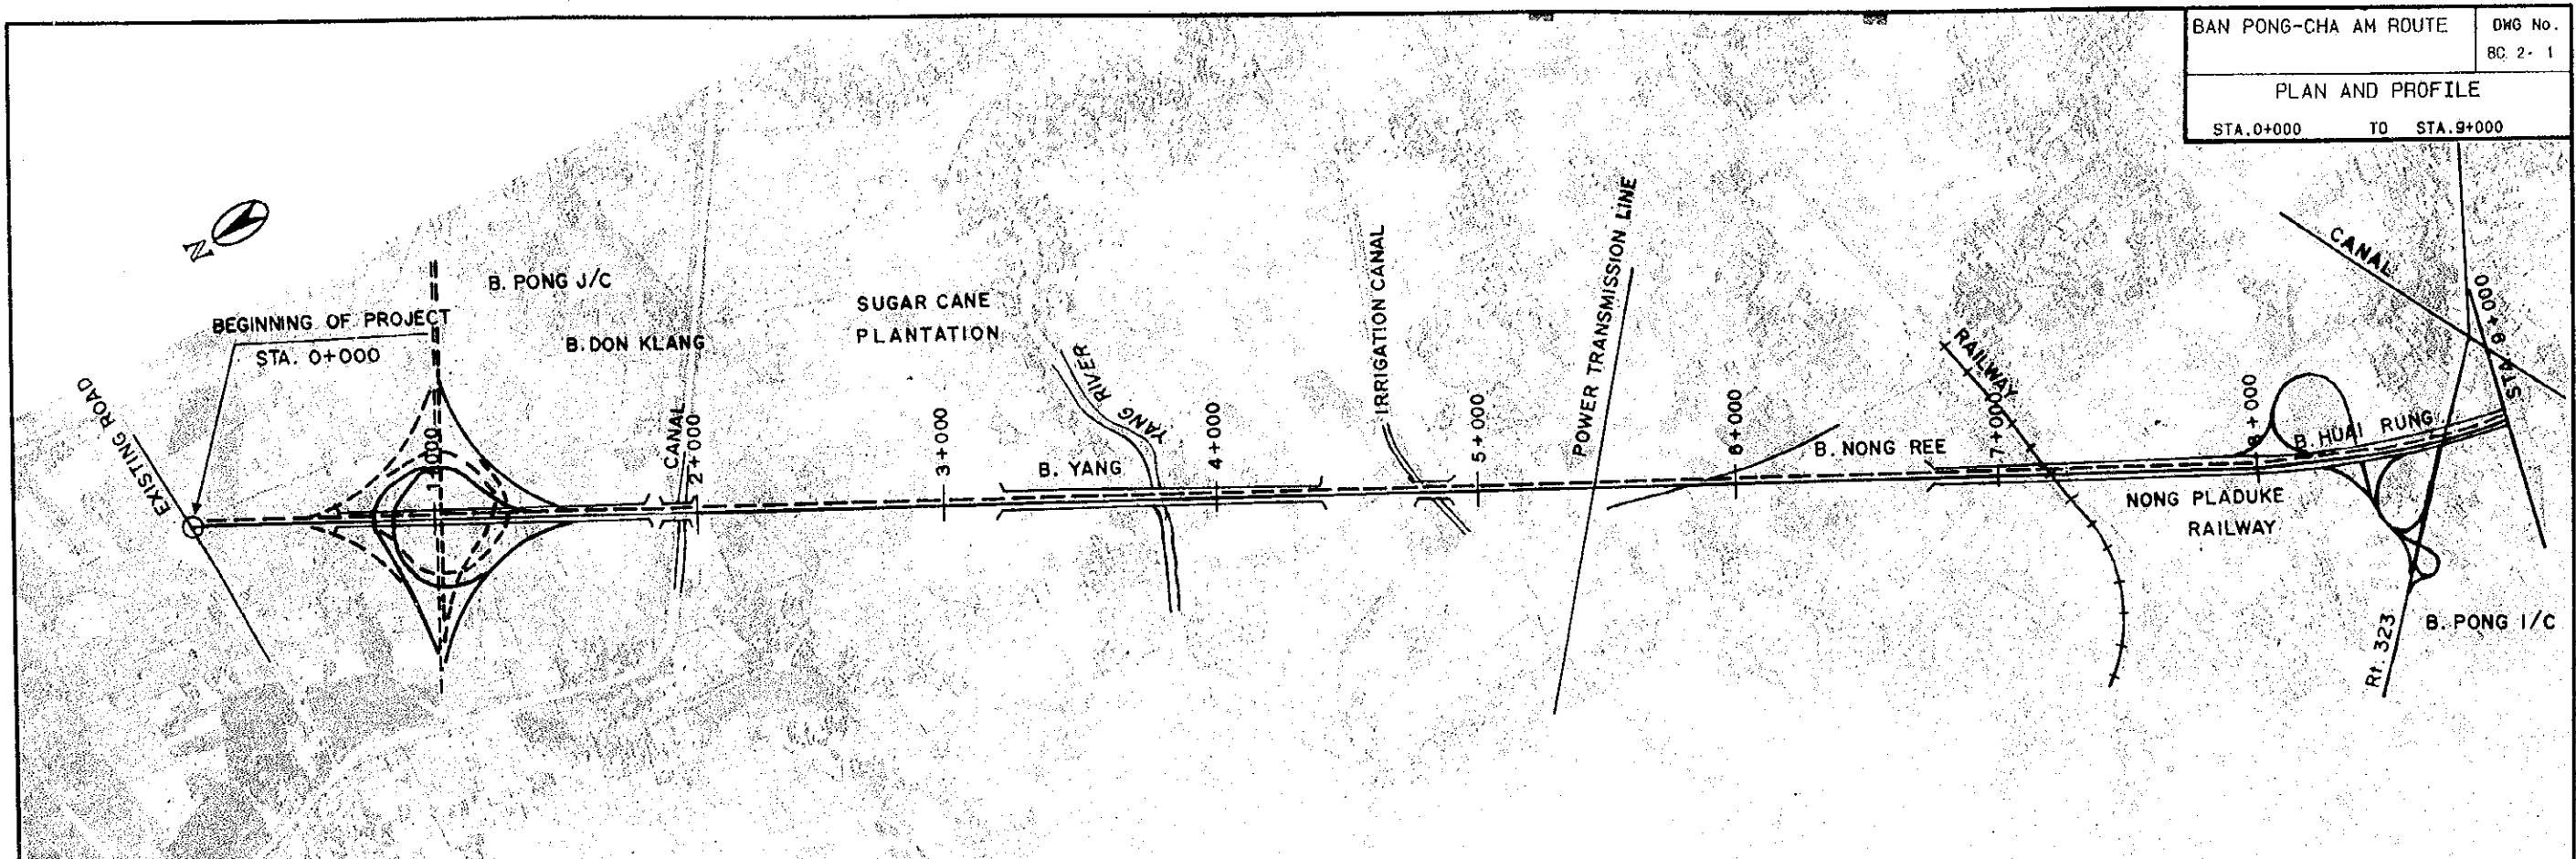 BAN PONG-CHA AM ROUTE
DWG No.
BC. 2- 1
PLAN AND PROFILE
STA.0+000 TO STA.9+000
N
B. PONG J/C
BEGINNING OF PROJECT
STA. 0+000
B. DON KLANG
SUGAR CANE
PLANTATION
EXISTING ROAD
1+000
CANAL
2+000
3+000
B. YANG
YANG RIVER
4+000
IRRIGATION CANAL
5+000
POWER TRANSMISSION LINE
6+000
B. NONG REE
RAILWAY
7+000
NONG PLADUKE
RAILWAY
8+000
B. HUAI RUNG
CANAL
STA. 9+000
Rt. 323
B. PONG I/C